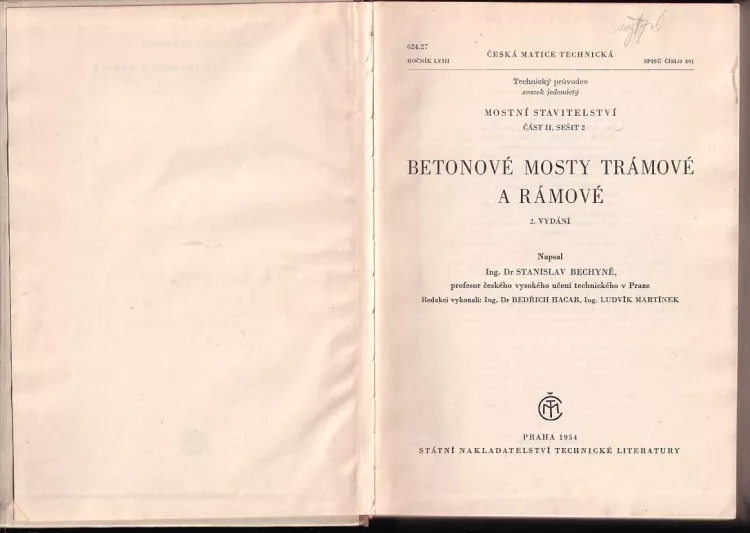 624.27
ČESKÁ MATICE TECHNICKÁ
ROČNÍK LVIII
SPISŮ ČÍSLO 291
Technický průvodce
svazek jedenáctý
MOSTNÍ STAVITELSTVÍ
ČÁST II, SEŠIT 2
BETONOVÉ MOSTY TRÁMOVÉ
A RÁMOVÉ
2. VYDÁNÍ
Napsal
Ing. Dr STANISLAV BECHYNĚ,
profesor českého vysokého učení technického v Praze
Redakci vykonali: Ing. Dr BEDŘICH HACAR, Ing. LUDVÍK MARTÍNEK
ČMT
PRAHA 1954
STÁTNÍ NAKLADATELSTVÍ TECHNICKÉ LITERATURY